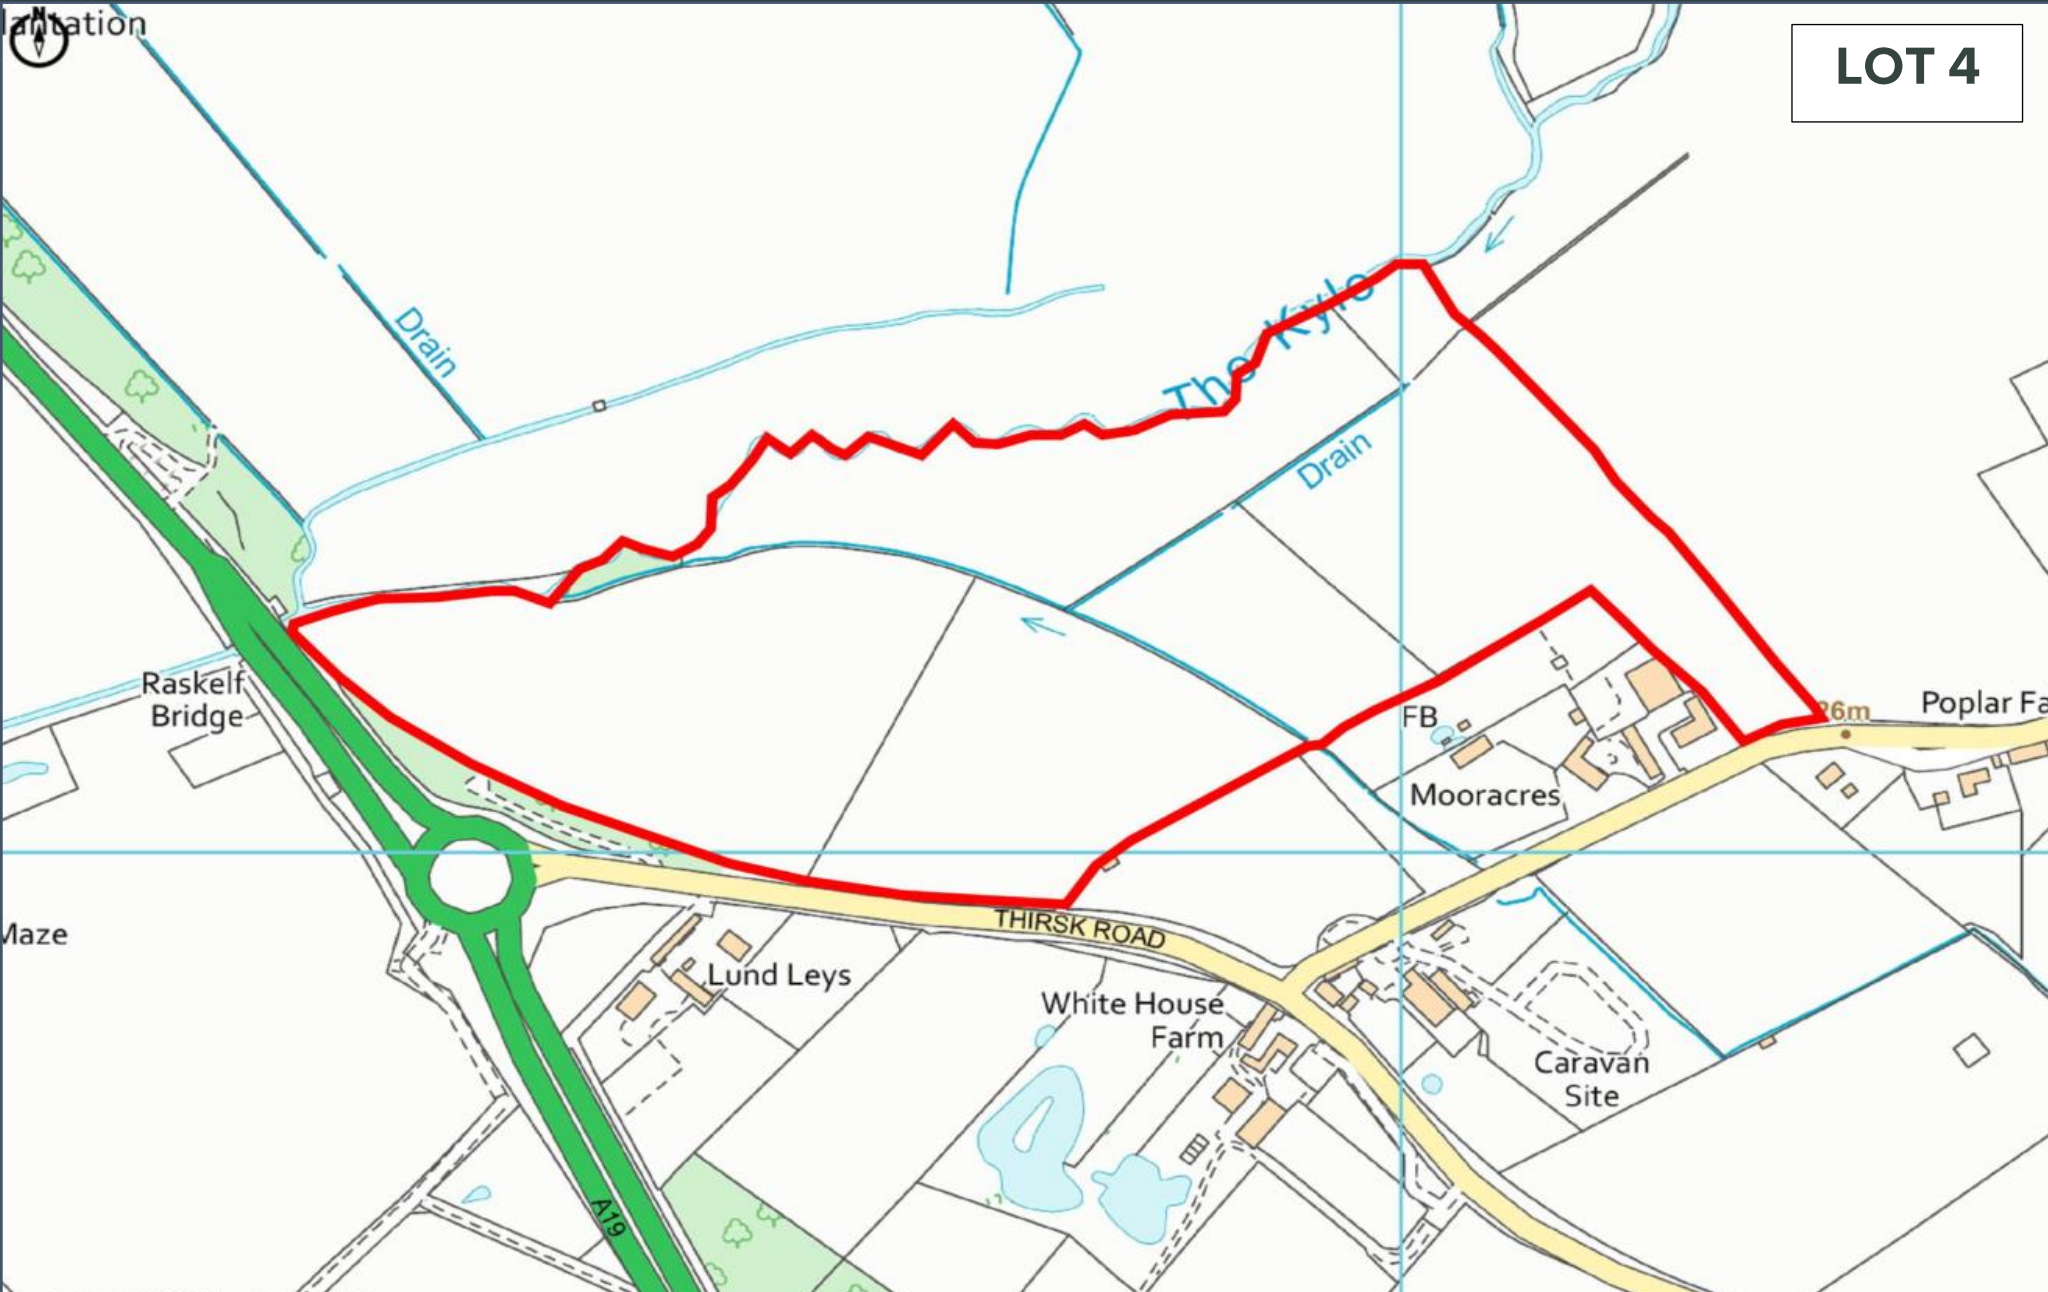 N
lantation
LOT 4
Drain
The Kyle
Drain
Raskelf
Bridge
FB
26m
Poplar Fa
Mooracres
Maze
THIRSK ROAD
Lund Leys
White House
Farm
Caravan
Site
A19